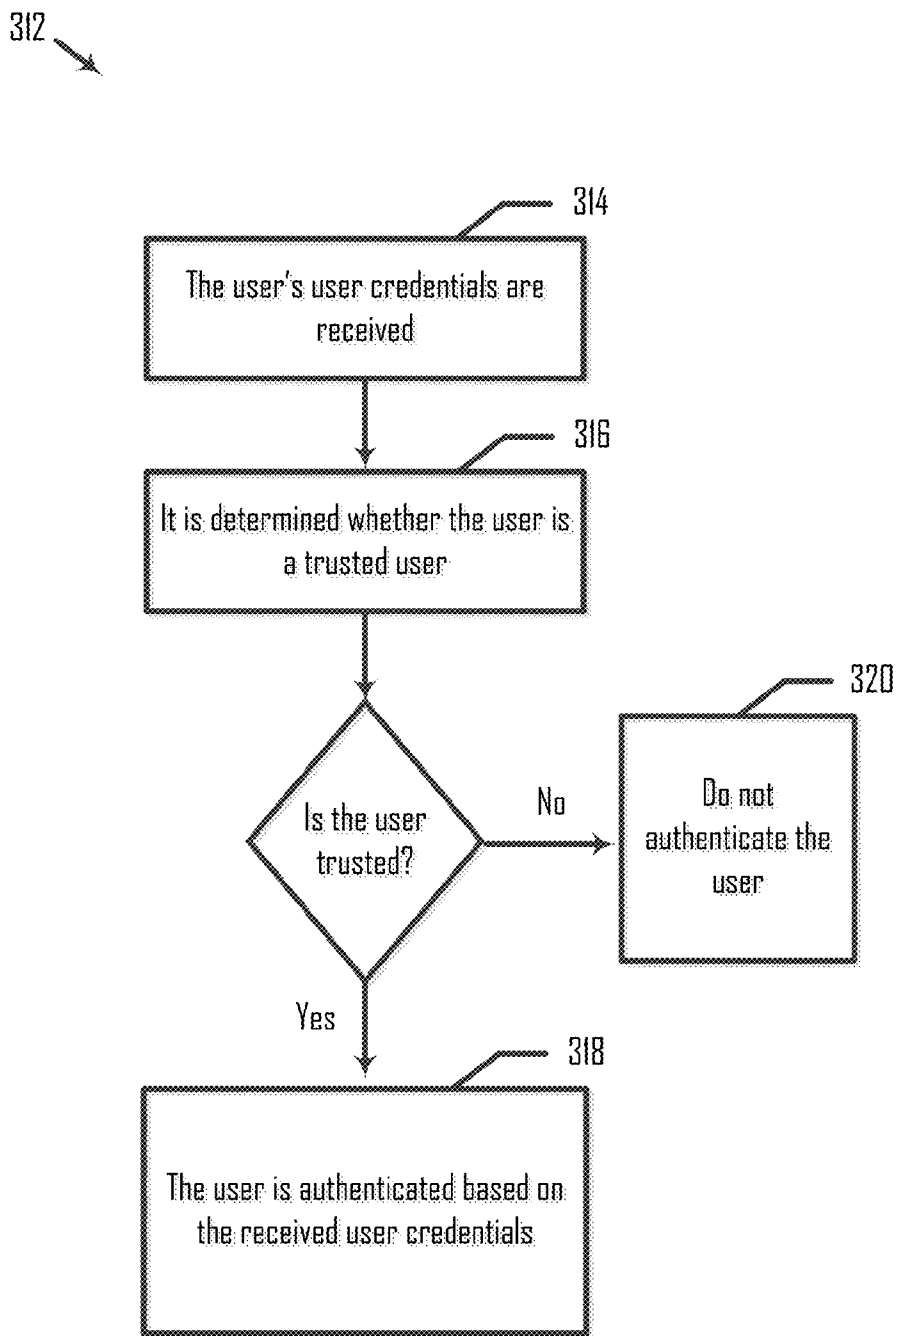 312
314
The user's user credentials are
received
316
It is determined whether the user is
a trusted user
320
Is the user
trusted?
No
Do not
authenticate the
user
Yes
318
The user is authenticated based on
the received user credentials